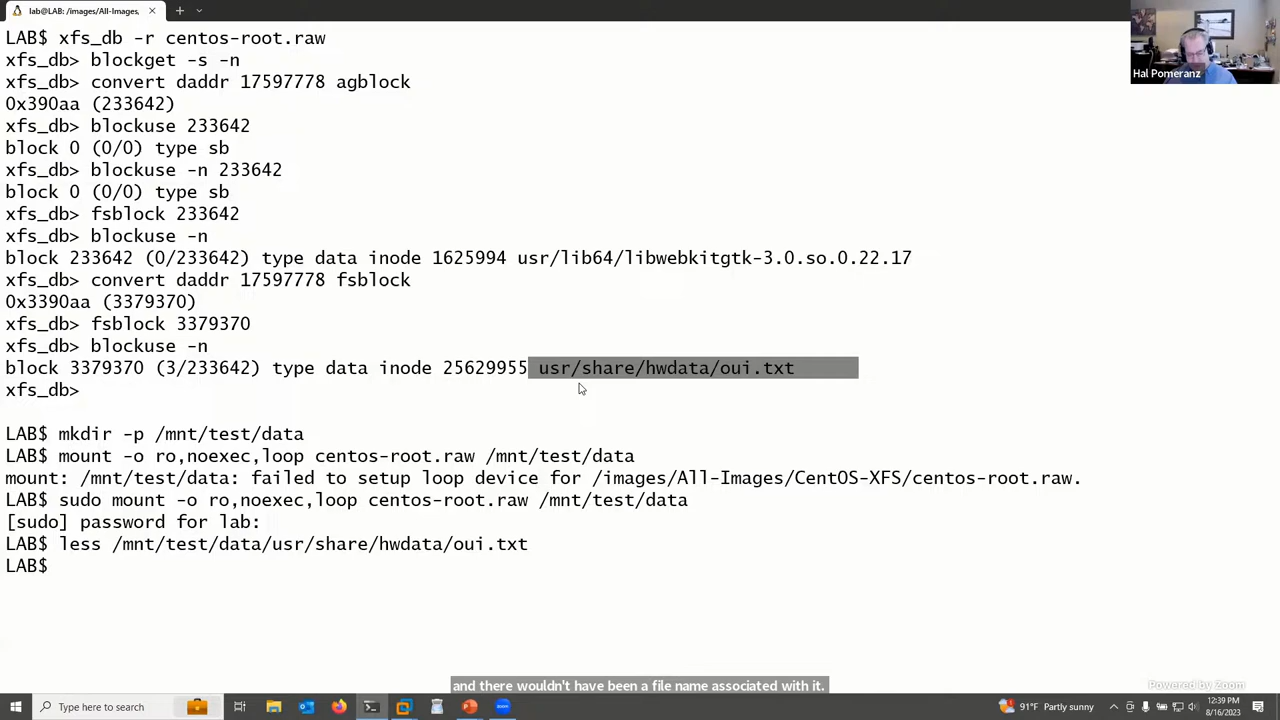 lab@LAB: /images/All-Images,
LAB$ xfs_db -r centos-root.raw
xfs_db> blockget -s -n
xfs_db> convert daddr 17597778 agblock
0x390aa (233642)
xfs_db> blockuse 233642
block 0 (0/0) type sb
xfs_db> blockuse -n 233642
block 0 (0/0) type sb
xfs_db> fsblock 233642
xfs_db> blockuse -n
block 233642 (0/233642) type data inode 1625994 usr/lib64/libwebkitgtk-3.0.so.0.22.17
xfs_db> convert daddr 17597778 fsblock
0x3390aa (3379370)
xfs_db> fsblock 3379370
xfs_db> blockuse -n
block 3379370 (3/233642) type data inode 25629955 usr/share/hwdata/oui.txt
xfs_db>
LAB$ mkdir -p /mnt/test/data
LAB$ mount -o ro,noexec,loop centos-root.raw /mnt/test/data
mount: /mnt/test/data: failed to setup loop device for /images/All-Images/CentOS-XFS/centos-root.raw.
LAB$ sudo mount -o ro,noexec,loop centos-root.raw /mnt/test/data
[sudo] password for lab:
LAB$ less /mnt/test/data/usr/share/hwdata/oui.txt
LAB$
Hal Pomeranz
and there wouldn't have been a file name associated with it.
Powered by Zoom
Type here to search
91°F Partly sunny
12:39 PM
8/16/2023